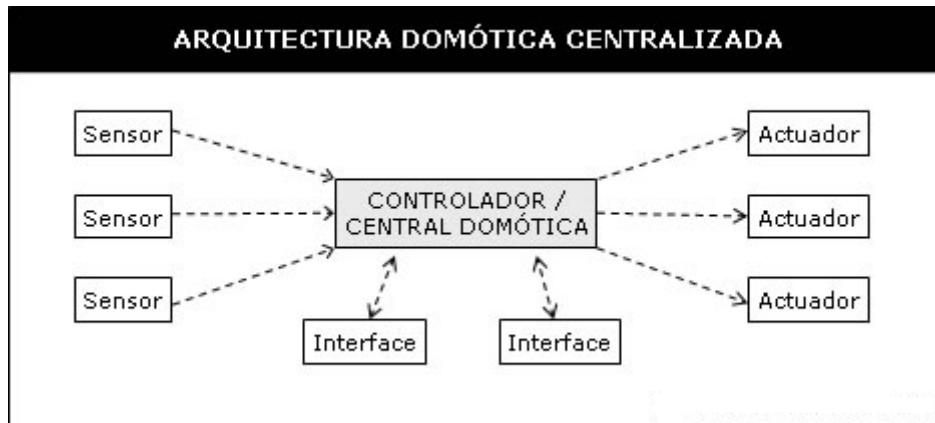 ARQUITECTURA DOMÓTICA CENTRALIZADA
Sensor
Actuador
CONTROLADOR /
CENTRAL DOMÓTICA
Sensor
Actuador
Sensor
Actuador
Interface
Interface